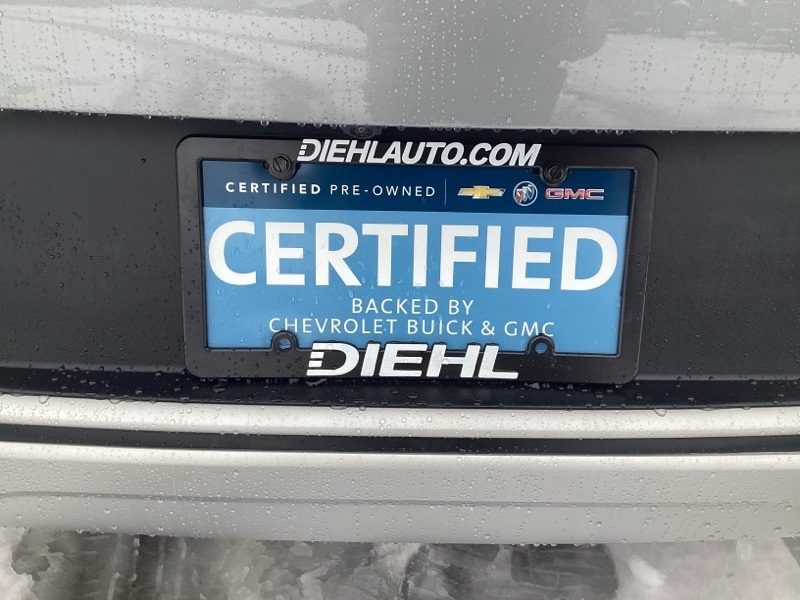 DIEHLAUTO.COM
CERTIFIED PRE-OWNED GMC
CERTIFIED
BACKED BY
CHEVROLET BUICK & GMC
DIEHL